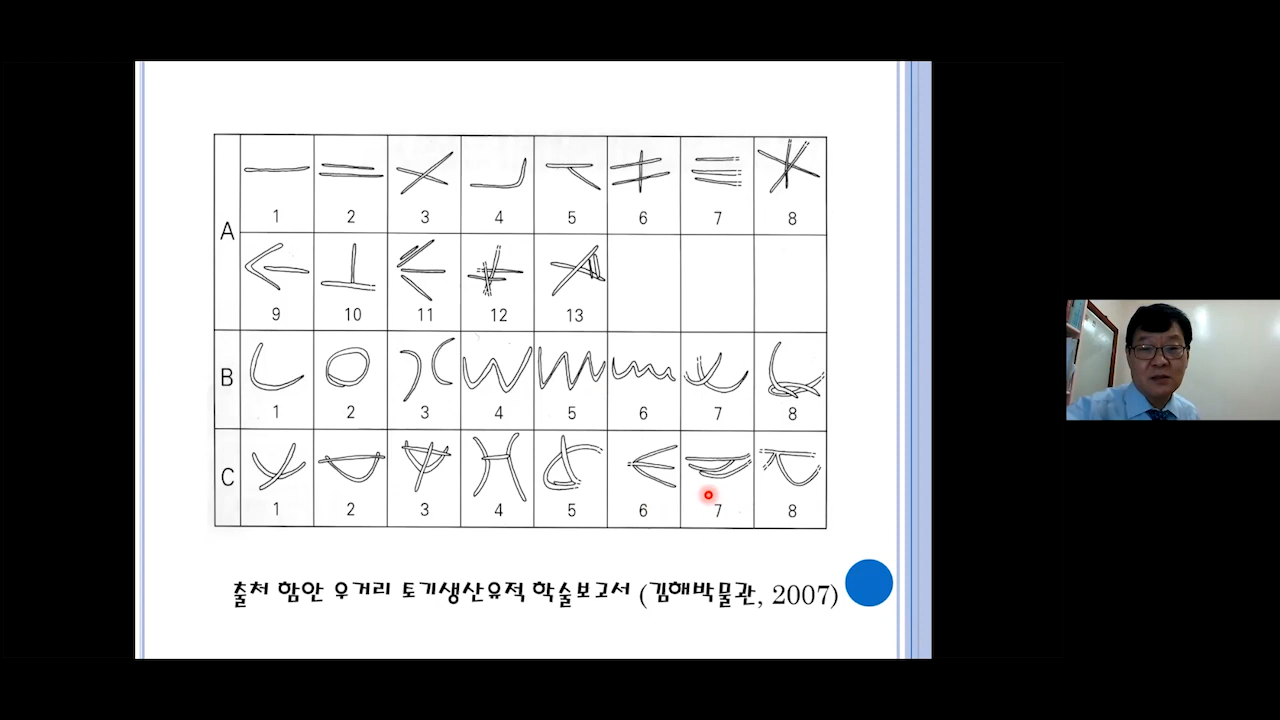 A
1 2 3 4 5 6 7 8
9 10 11 12 13
B
1 2 3 4 5 6 7 8
C
1 2 3 4 5 6 7 8
출처 함안 우거리 토기생산유적 학술보고서 (김해박물관, 2007)